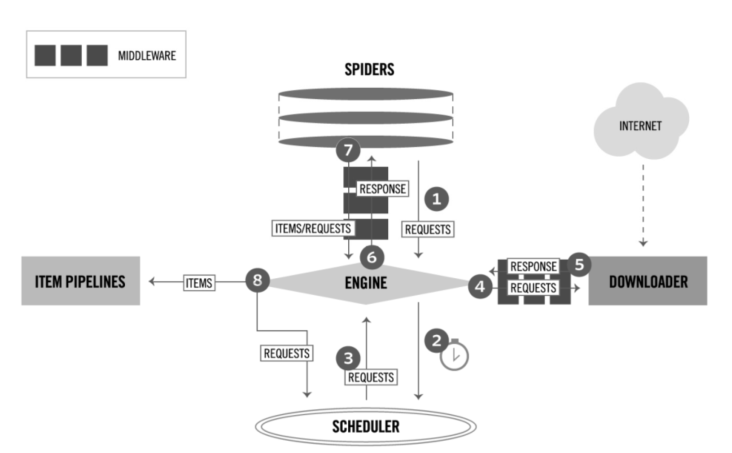 MIDDLEWARE
SPIDERS
INTERNET
7
RESPONSE
1
ITEMS/REQUESTS
REQUESTS
6
RESPONSE
5
ITEM PIPELINES
ITEMS
8
ENGINE
4
REQUESTS
DOWNLOADER
2
REQUESTS
3
REQUESTS
SCHEDULER